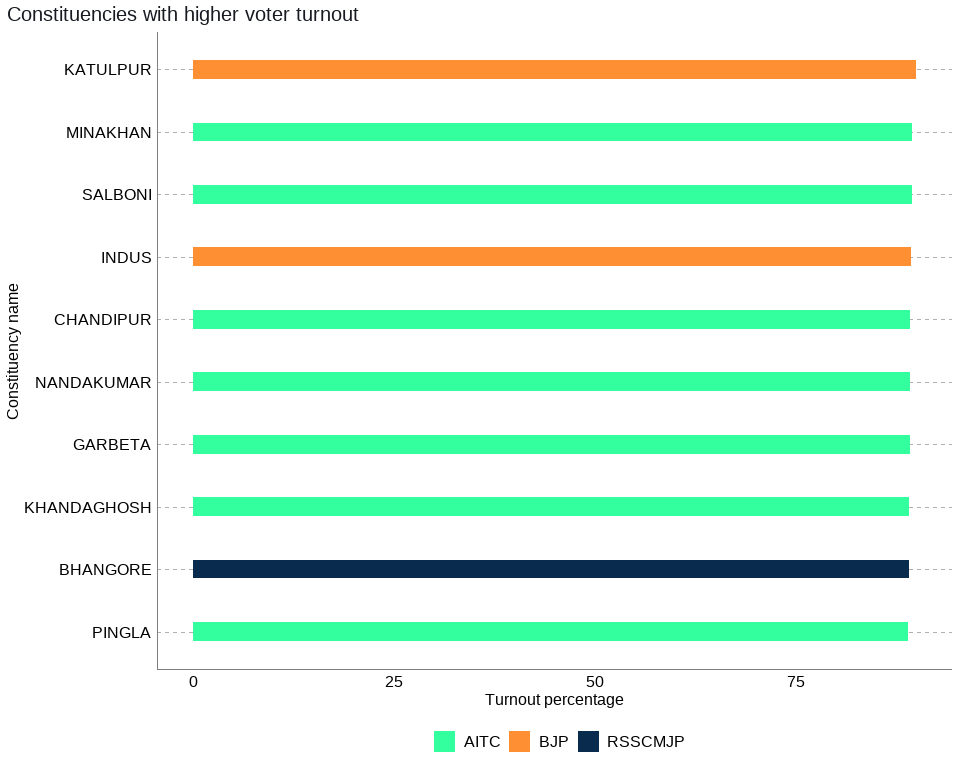 Constituencies with higher voter turnout
KATULPUR
MINAKHAN
SALBONI
INDUS
CHANDIPUR
NANDAKUMAR
GARBETA
KHANDAGHOSH
BHANGORE
PINGLA
Constituency name
0 25 50 75
Turnout percentage
AITC BJP RSSCMJP